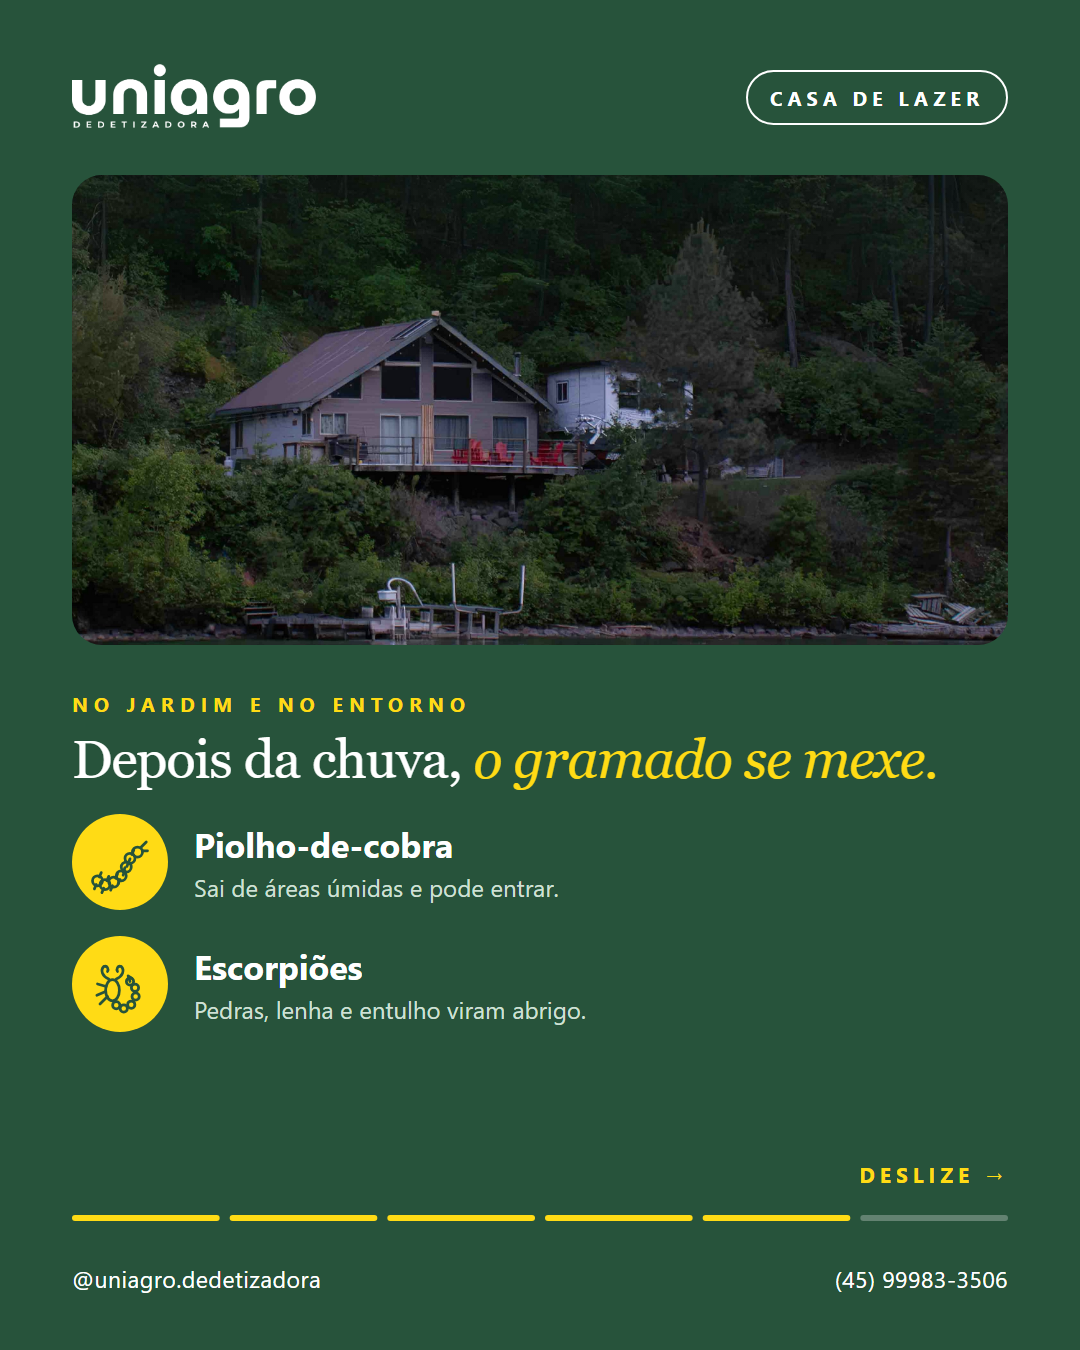 uniagro
DEDETIZADORA
CASA DE LAZER
NO JARDIM E NO ENTORNO
Depois da chuva, o gramado se mexe.
Piolho-de-cobra
Sai de áreas úmidas e pode entrar.
Escorpiões
Pedras, lenha e entulho viram abrigo.
DESLIZE →
@uniagro.dedetizadora
(45) 99983-3506